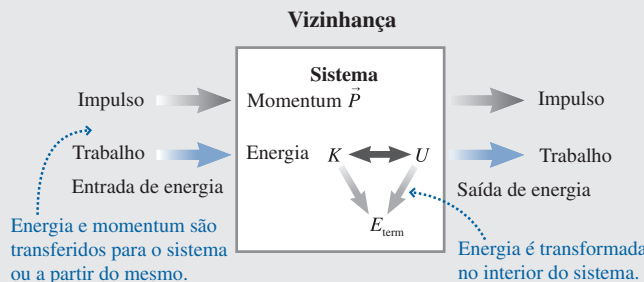 Vizinhança
Sistema
Impulso
Momentum P⃗
Impulso
Trabalho
Energia
K
U
Trabalho
Entrada de energia
Saída de energia
E_term
Energia e momentum são
transferidos para o sistema
ou a partir do mesmo.
Energia é transformada
no interior do sistema.